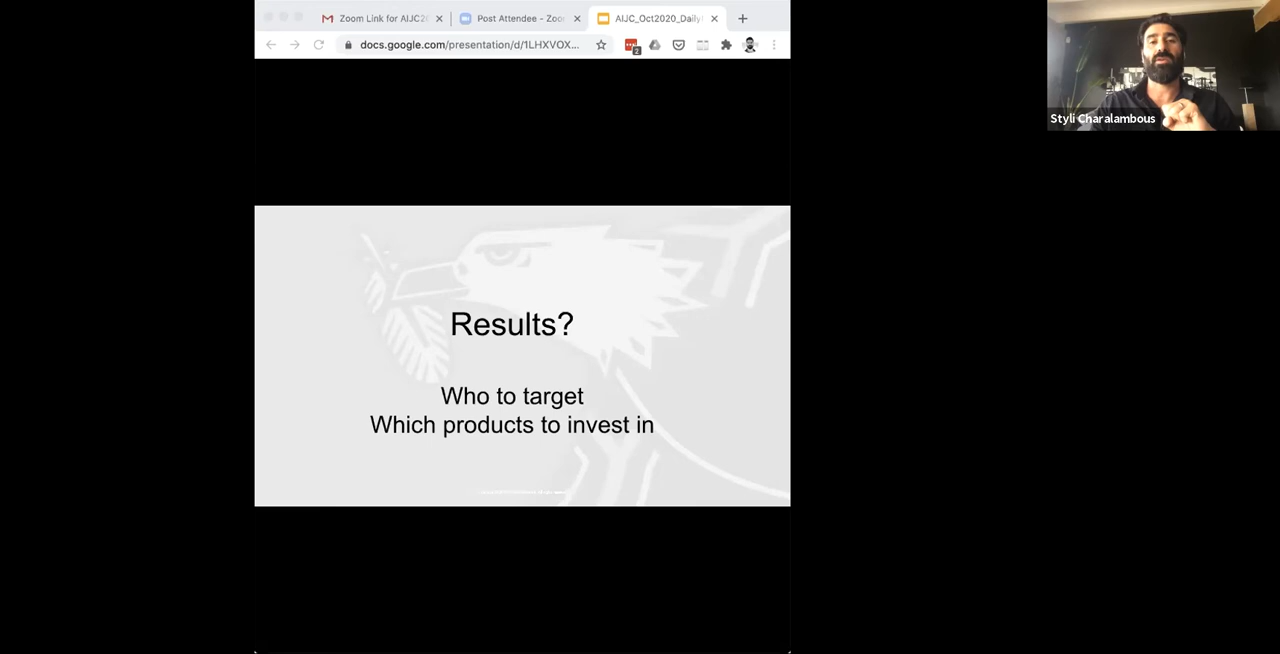 Zoom Link for AIJC20
Post Attendee - Zoo
AIJC_Oct2020_Daily
docs.google.com/presentation/d/1LHXVOX...
2
Styli Charalambous
Results?
Who to target
Which products to invest in